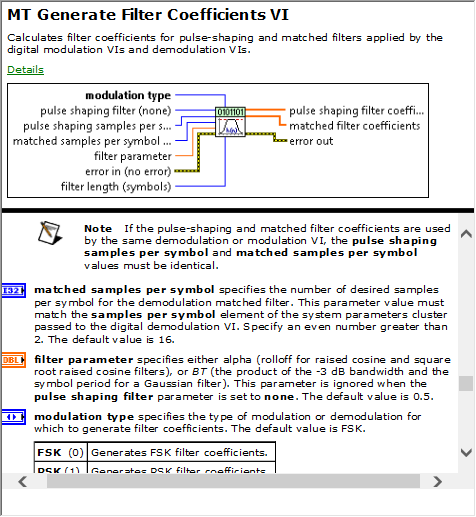 MT Generate Filter Coefficients VI
Calculates filter coefficients for pulse-shaping and matched filters applied by the
digital modulation VIs and demodulation VIs.
Details
modulation type
pulse shaping filter (none)
pulse shaping samples per s...
matched samples per symbol ...
filter parameter
error in (no error)
filter length (symbols)
0101101
pulse shaping filter coeffi...
matched filter coefficients
error out
Note If the pulse-shaping and matched filter coefficients are used
by the same demodulation or modulation VI, the pulse shaping
samples per symbol and matched samples per symbol
values must be identical.
I32 matched samples per symbol specifies the number of desired samples
per symbol for the demodulation matched filter. This parameter value must
match the samples per symbol element of the system parameters cluster
passed to the digital demodulation VI. Specify an even number greater than
2. The default value is 16.
DBL filter parameter specifies either alpha (rolloff for raised cosine and square
root raised cosine filters), or BT (the product of the -3 dB bandwidth and the
symbol period for a Gaussian filter). This parameter is ignored when the
pulse shaping filter parameter is set to none. The default value is 0.5.
modulation type specifies the type of modulation or demodulation for
which to generate filter coefficients. The default value is FSK.
FSK (0) Generates FSK filter coefficients.
PSK (1) Generates PSK filter coefficients.